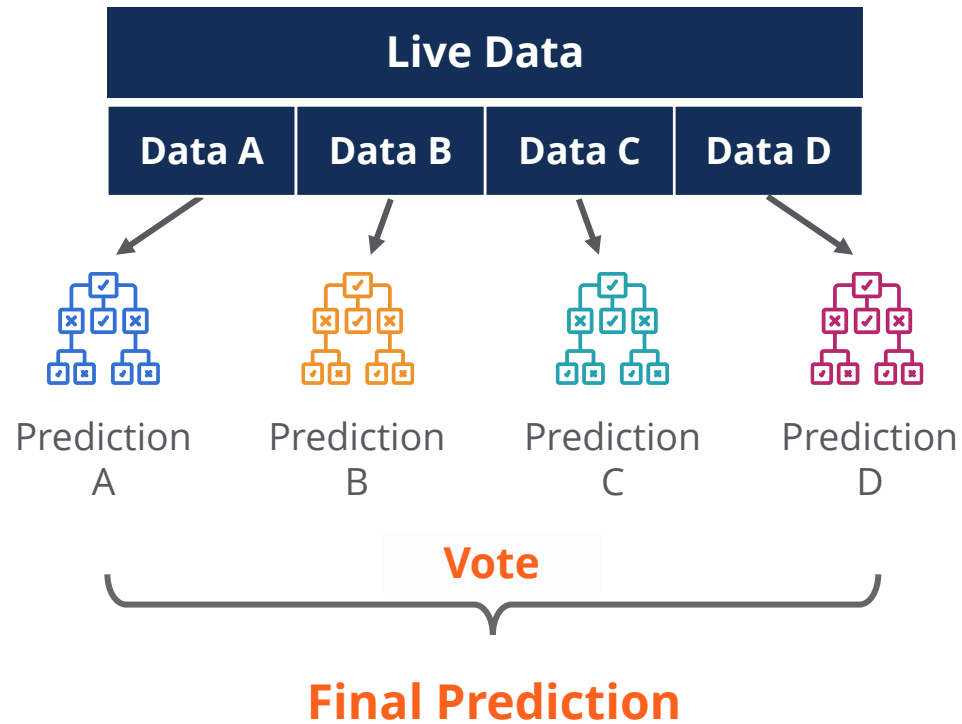 Live Data
Data A Data B Data C Data D
Prediction Prediction Prediction Prediction
A B C D
Vote
Final Prediction